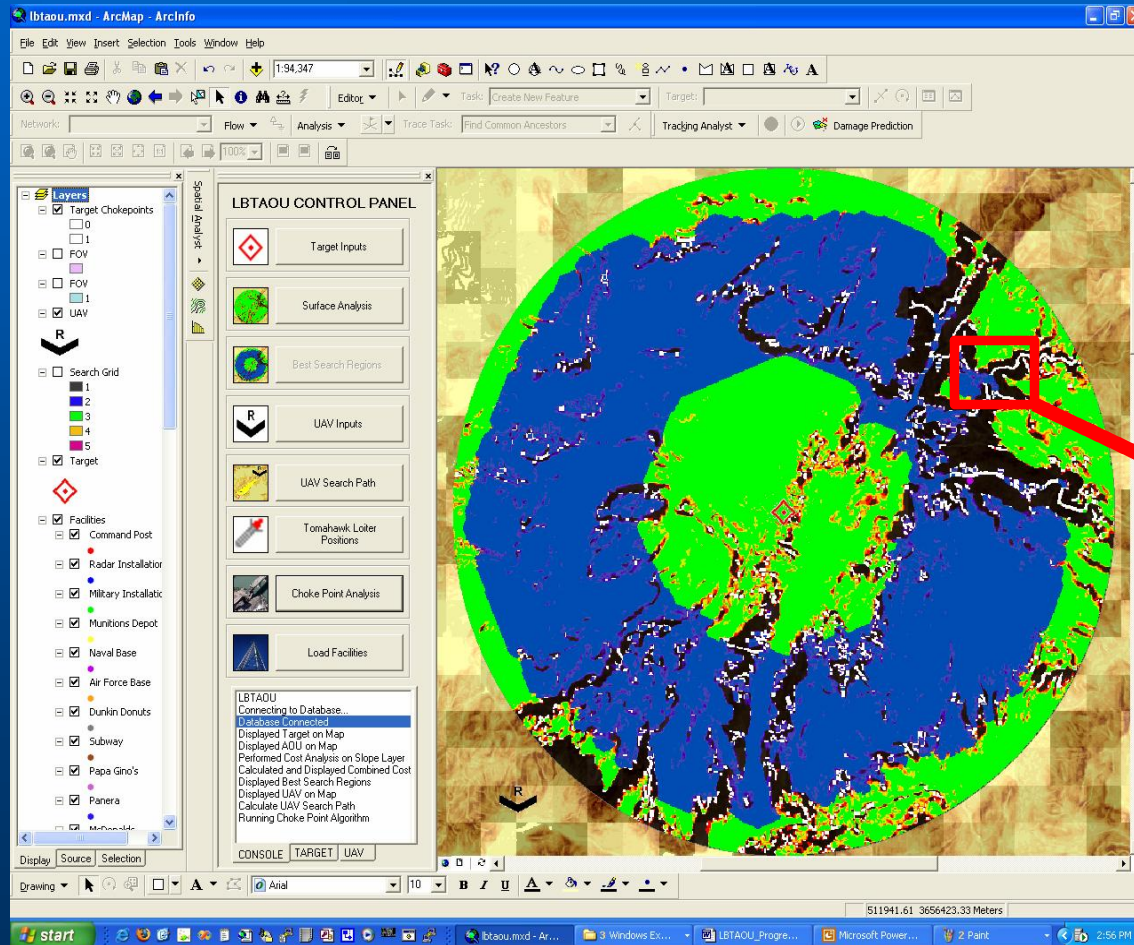 lbtaou.mxd - ArcMap - ArcInfo
File Edit View Insert Selection Tools Window Help
1:94,347
Editor Task: Create New Feature Target:
Network: Flow Analysis Trace Task: Find Common Ancestors Tracking Analyst Damage Prediction
100%
Layers
Target Chokepoints
0
1
FOV
FOV
1
UAV
R
Search Grid
1
2
3
4
5
Target
Facilities
Command Post
Radar Installation
Military Installatic
Munitions Depot
Naval Base
Air Force Base
Dunkin Donuts
Subway
Papa Gino's
Panera
McDonalds
Display Source Selection
Spatial Analyst
LBTAOU CONTROL PANEL
Target Inputs
Surface Analysis
Best Search Regions
R
UAV Inputs
UAV Search Path
Tomahawk Loiter
Positions
Choke Point Analysis
Load Facilities
LBTAOU
Connecting to Database...
Database Connected
Displayed Target on Map
Displayed AOU on Map
Performed Cost Analysis on Slope Layer
Calculated and Displayed Combined Cost
Displayed Best Search Regions
Displayed UAV on Map
Calculate UAV Search Path
Running Choke Point Algorithm
CONSOLE TARGET UAV
R
Drawing A Arial 10 B I U A
511941.61 3656423.33 Meters
start lbtaou.mxd - Ar... 3 Windows Ex... LBTAOU_Progre... Microsoft Power... 2 Paint 2:56 PM